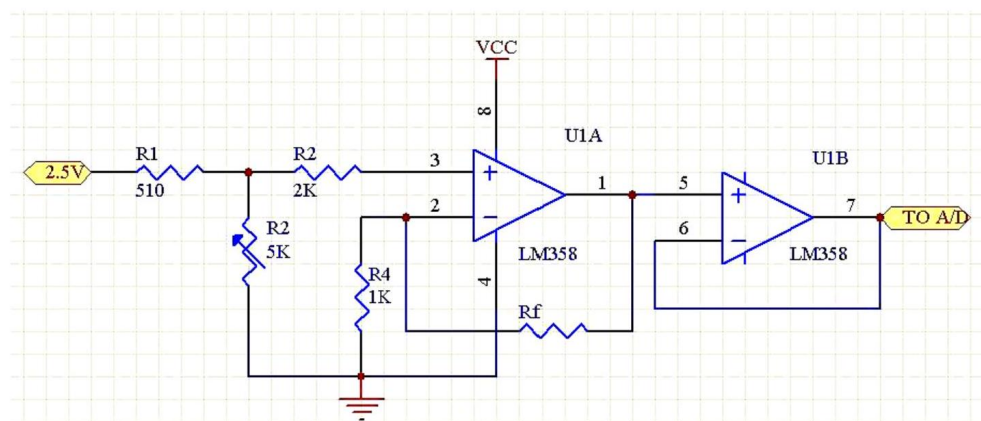 VCC
8
U1A
R1
R2
3
1
5
U1B
2.5V
510
2K
+
+
7
TO A/D
R2
5K
2
−
6
−
R4
1K
4
LM358
LM358
Rf